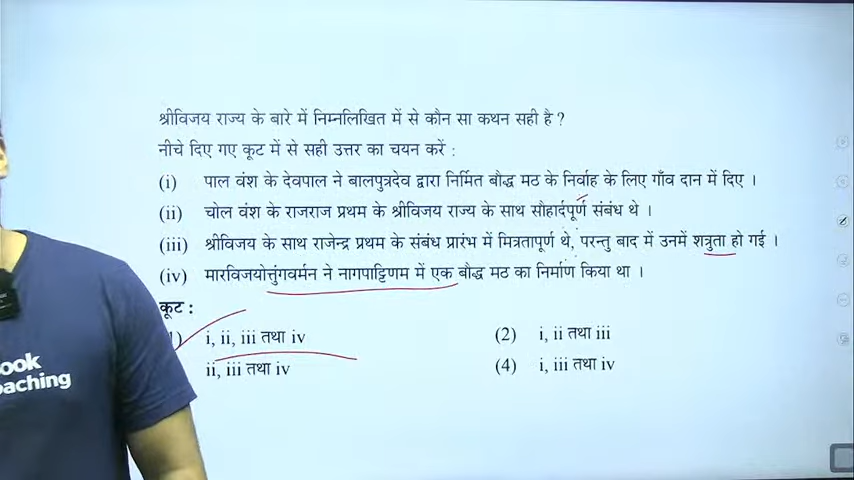 श्रीविजय राज्य के बारे में निम्नलिखित में से कौन सा कथन सही है ?
नीचे दिए गए कूट में से सही उत्तर का चयन करें :
(i) पाल वंश के देवपाल ने बालपुत्रदेव द्वारा निर्मित बौद्ध मठ के निर्वाह के लिए गाँव दान में दिए ।
(ii) चोल वंश के राजराज प्रथम के श्रीविजय राज्य के साथ सौहार्दपूर्ण संबंध थे ।
(iii) श्रीविजय के साथ राजेन्द्र प्रथम के संबंध प्रारंभ में मित्रतापूर्ण थे, परन्तु बाद में उनमें शत्रुता हो गई ।
(iv) मारविजयोत्तुंगवर्मन ने नागपाट्टिणम में एक बौद्ध मठ का निर्माण किया था ।
कूट :
1) i, ii, iii तथा iv (2) i, ii तथा iii
ii, iii तथा iv (4) i, iii तथा iv
ook
oaching